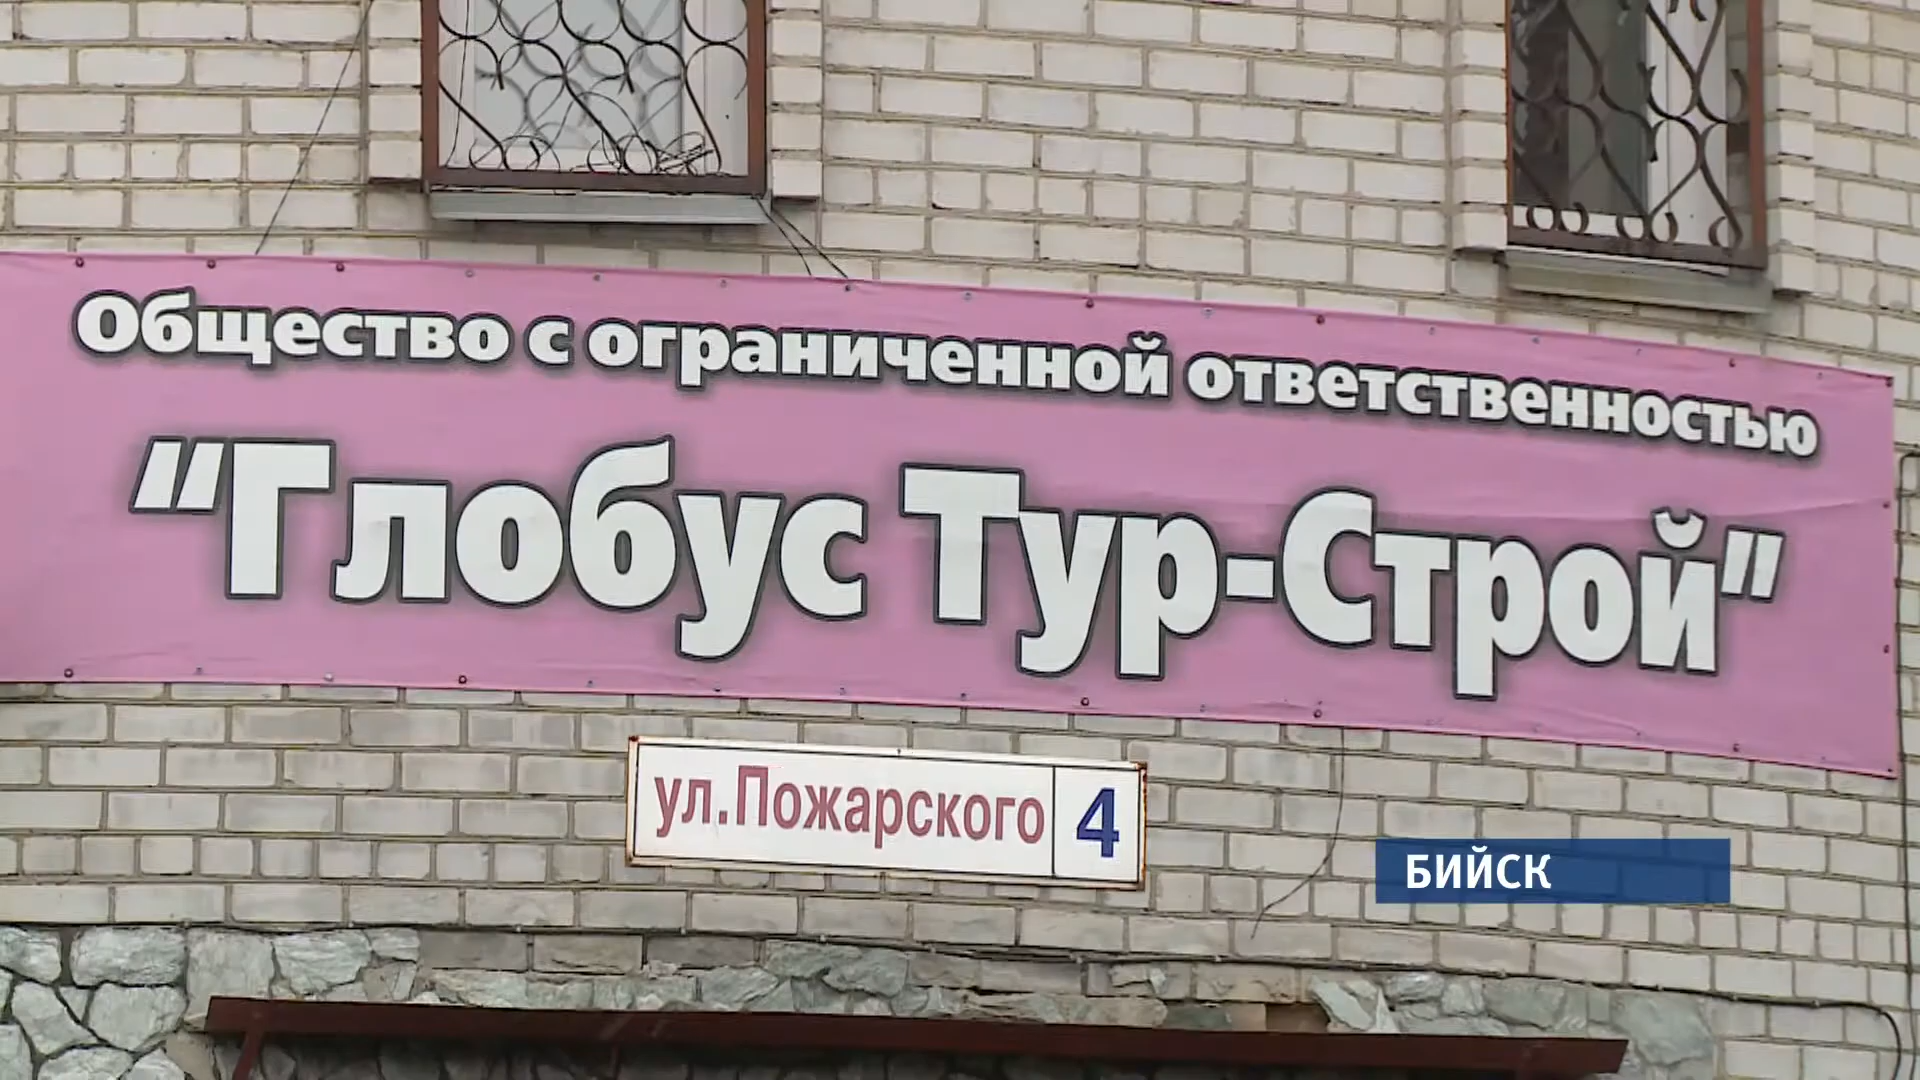 Общество с ограниченной ответственностью
“Глобус Тур-Строй”
ул.Пожарского 4
БИЙСК